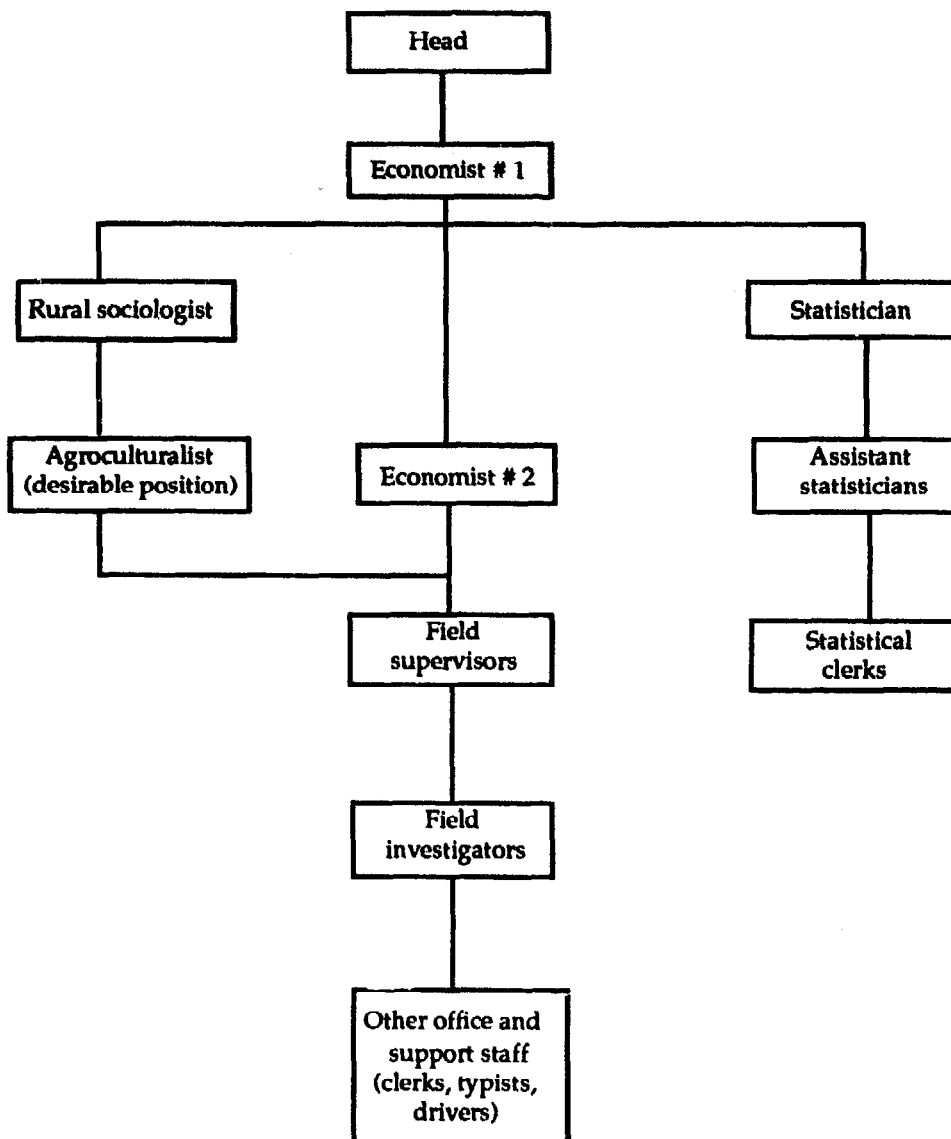 Head
Economist # 1
Rural sociologist
Statistician
Agroculturalist
(desirable position)
Economist # 2
Assistant
statisticians
Field
supervisors
Statistical
clerks
Field
investigators
Other office and
support staff
(clerks, typists,
drivers)